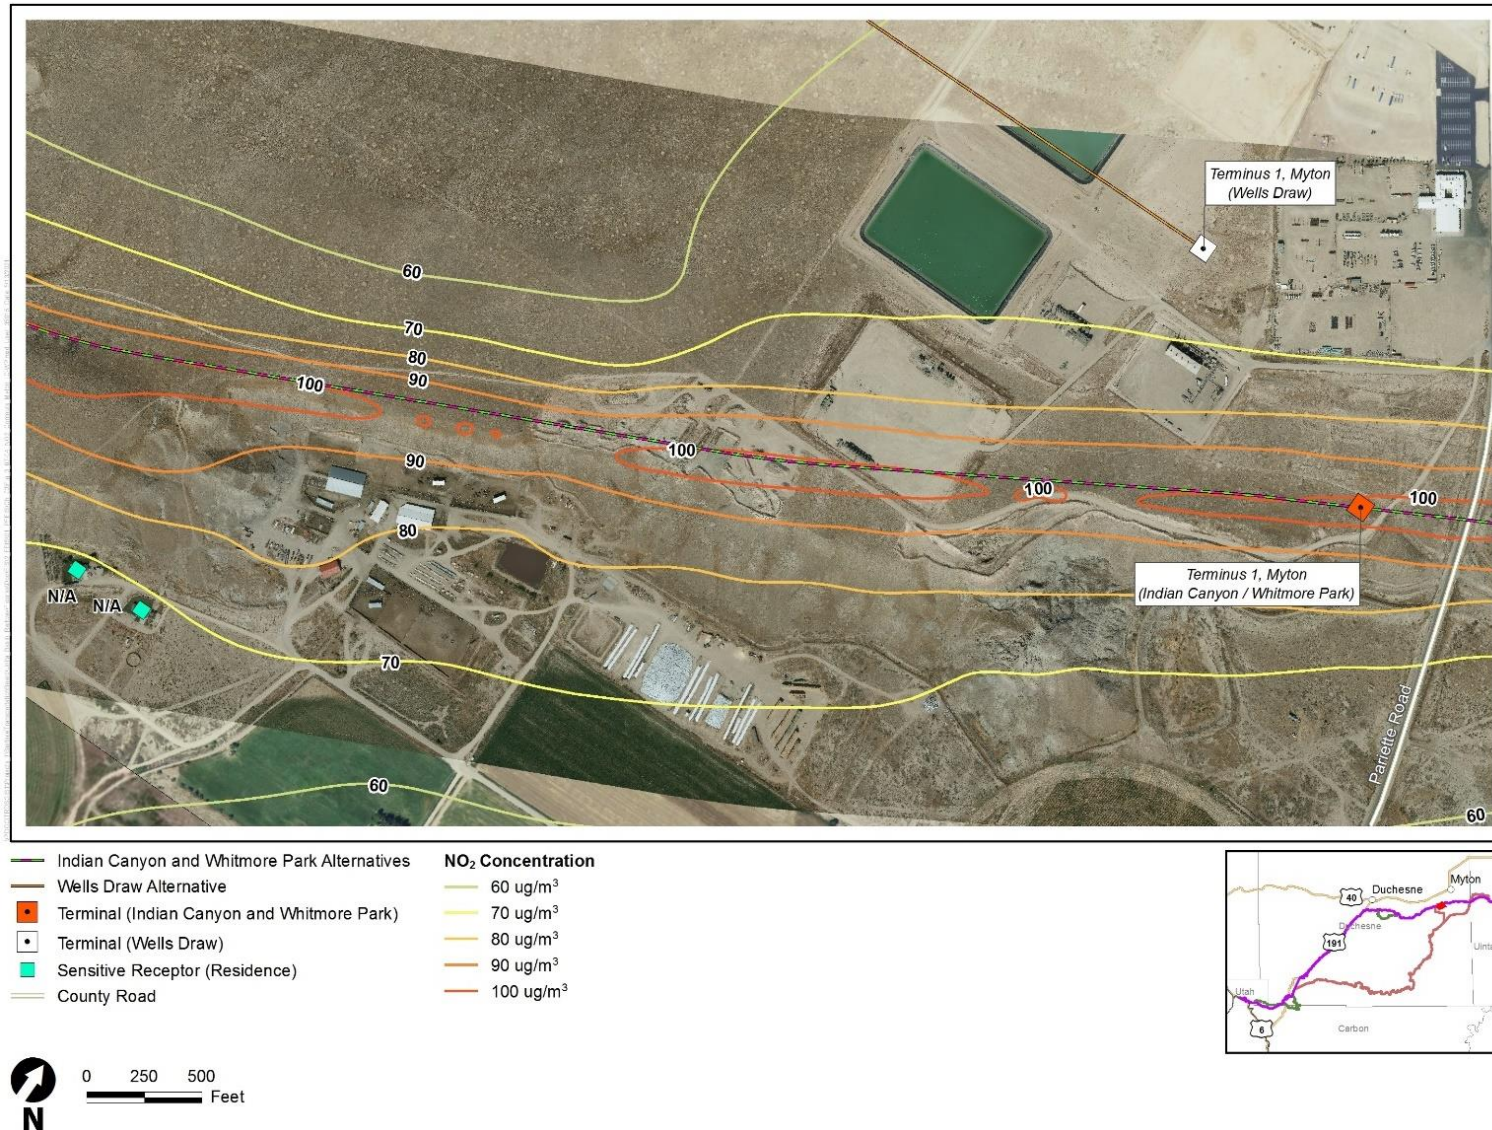 60
70
80
90
100
90
80
70
60
100
100
100
60
N/A
N/A
Terminus 1, Myton
(Wells Draw)
Terminus 1, Myton
(Indian Canyon / Whitmore Park)
Pariette Road
Indian Canyon and Whitmore Park Alternatives
Wells Draw Alternative
Terminal (Indian Canyon and Whitmore Park)
Terminal (Wells Draw)
Sensitive Receptor (Residence)
County Road
NO₂ Concentration
60 ug/m³
70 ug/m³
80 ug/m³
90 ug/m³
100 ug/m³
0 250 500
Feet
N
Myton
40
Duchesne
Duchesne
191
Uinta
Utah
6
Carbon